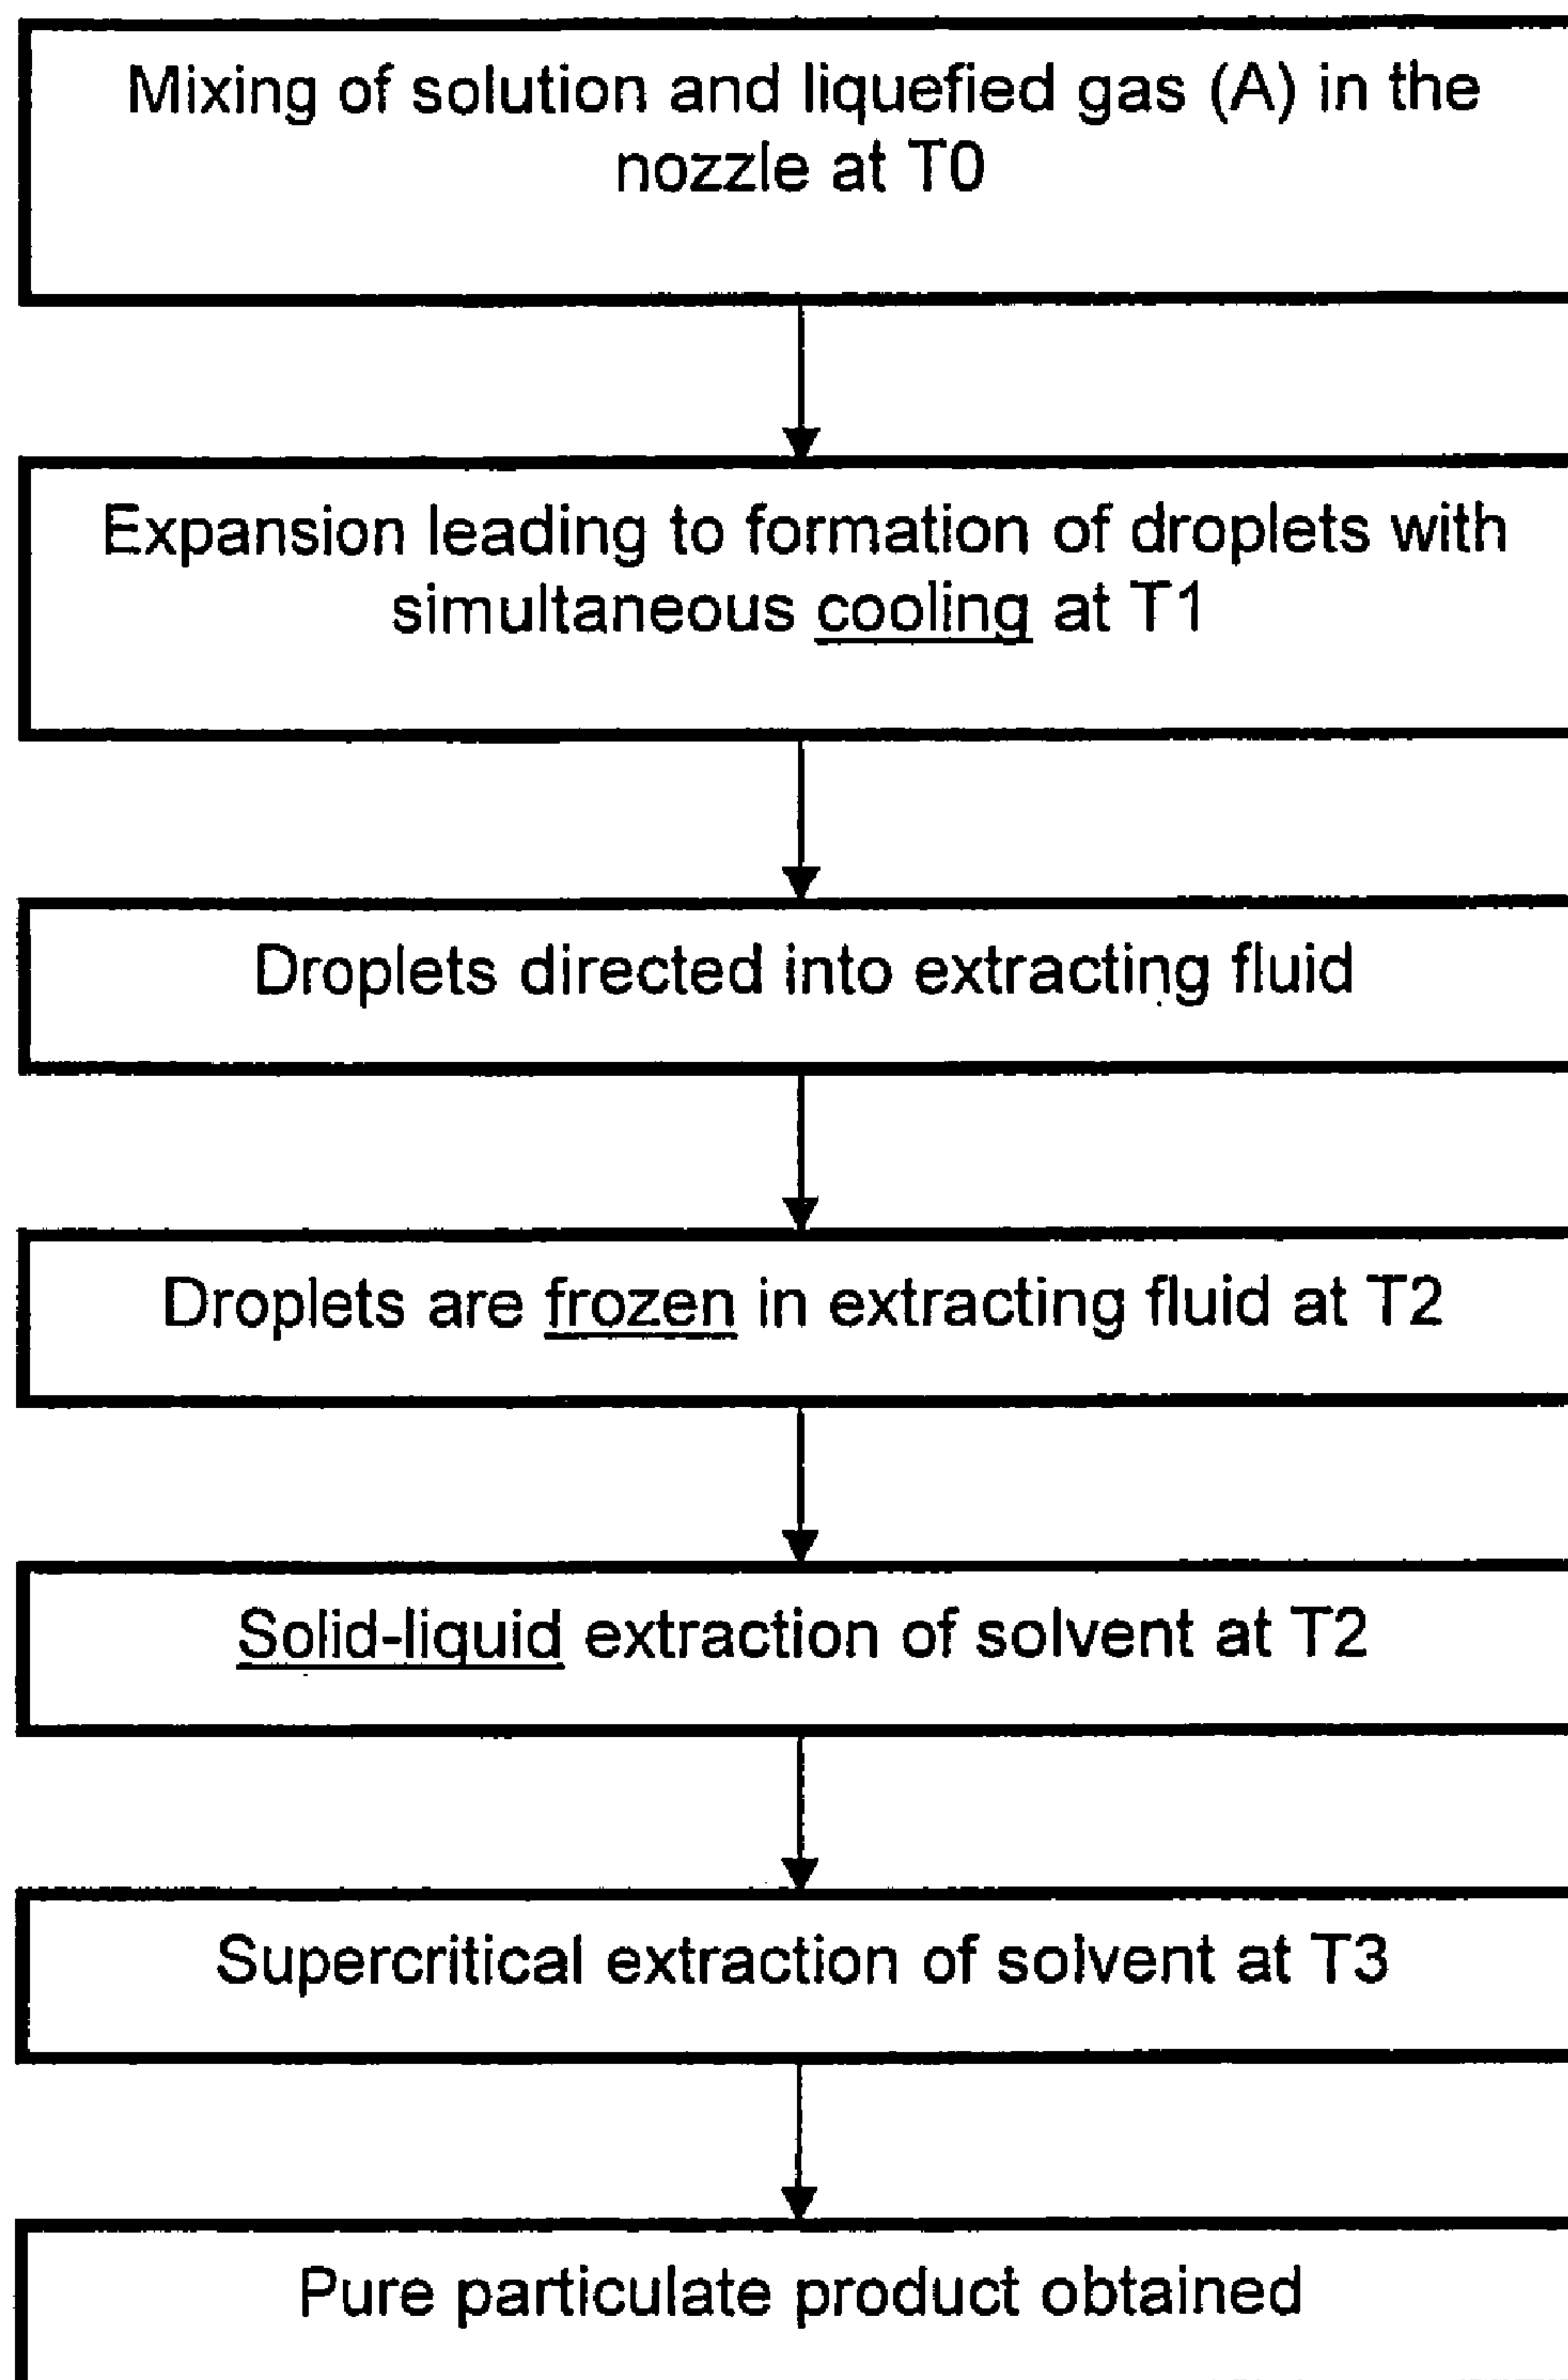 Mixing of solution and liquefied gas (A) in the
nozzle at T0
Expansion leading to formation of droplets with
simultaneous cooling at T1
Droplets directed into extracting fluid
Droplets are frozen in extracting fluid at T2
Solid-liquid extraction of solvent at T2
Supercritical extraction of solvent at T3
Pure particulate product obtained